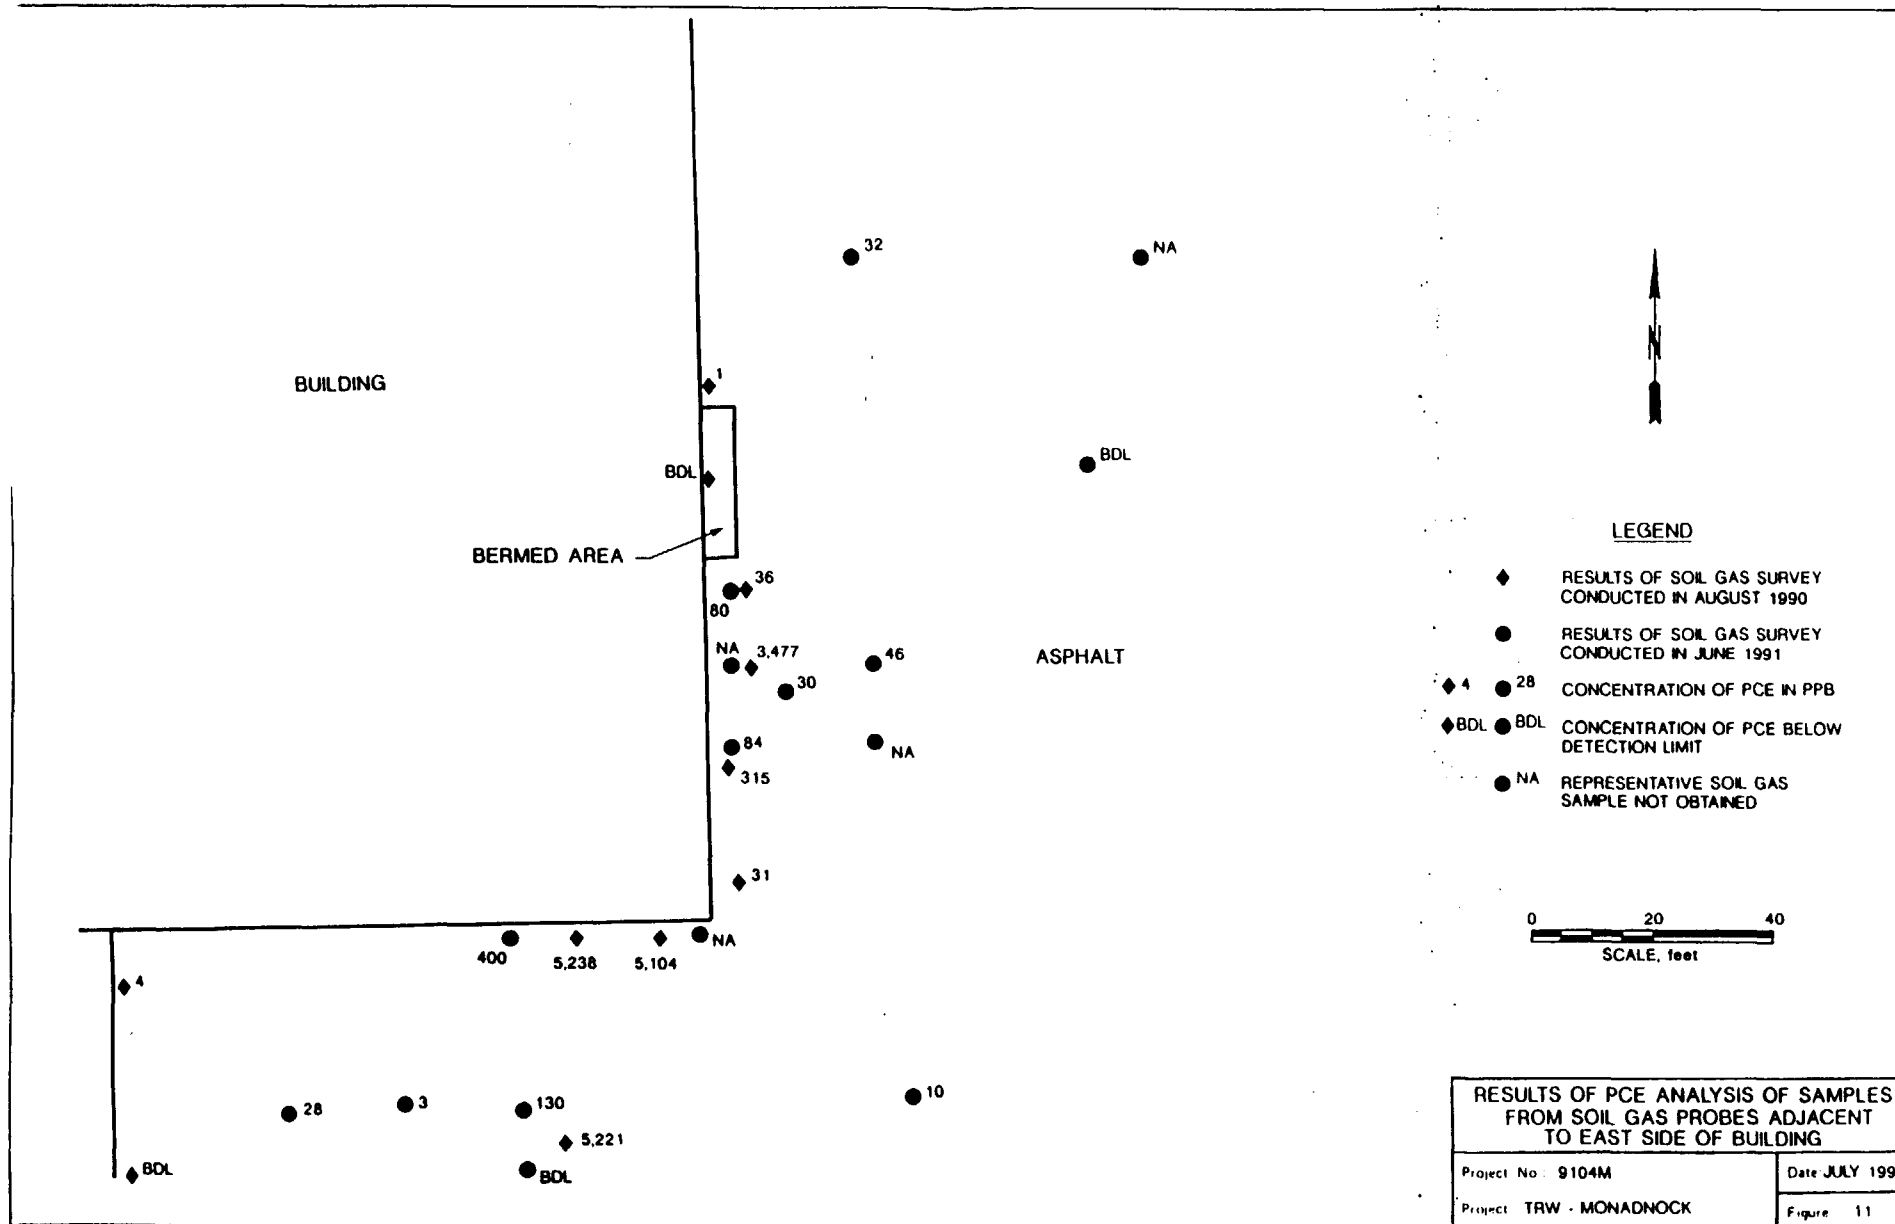 32
NA
N
1
BUILDING
BDL
BDL
BERMED AREA
36
80
NA
3,477
46
30
ASPHALT
84
NA
315
31
NA
400
5,238
5,104
4
28
3
130
10
5,221
BDL
BDL
LEGEND
RESULTS OF SOIL GAS SURVEY
CONDUCTED IN AUGUST 1990
RESULTS OF SOIL GAS SURVEY
CONDUCTED IN JUNE 1991
4 28 CONCENTRATION OF PCE IN PPB
BDL BDL CONCENTRATION OF PCE BELOW
DETECTION LIMIT
NA REPRESENTATIVE SOIL GAS
SAMPLE NOT OBTAINED
0 20 40
SCALE, feet
RESULTS OF PCE ANALYSIS OF SAMPLES
FROM SOIL GAS PROBES ADJACENT
TO EAST SIDE OF BUILDING
Project No: 9104M
Date: JULY 199
Project TRW - MONADNOCK
Figure 11